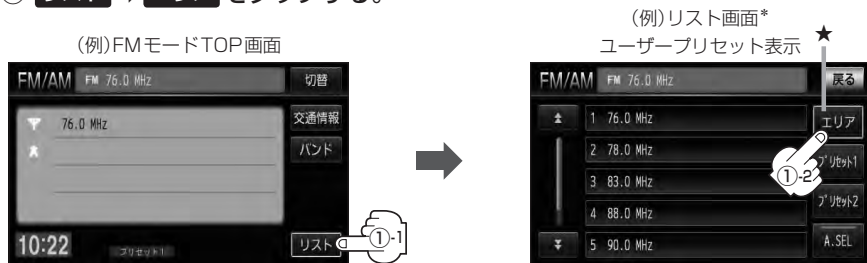 ① リスト → エリア をタッチする。
(例)FMモードTOP画面
(例)リスト画面*
ユーザープリセット表示
★
FM/AM FM 76.0 MHz 切替
76.0 MHz
交通情報
バンド
10:22 プリセット1 リスト
①-1
FM/AM FM 76.0 MHz 戻る
1 76.0 MHz
エリア
2 78.0 MHz
①-2
プリセット1
3 83.0 MHz
プリセット2
4 88.0 MHz
5 90.0 MHz
A.SEL